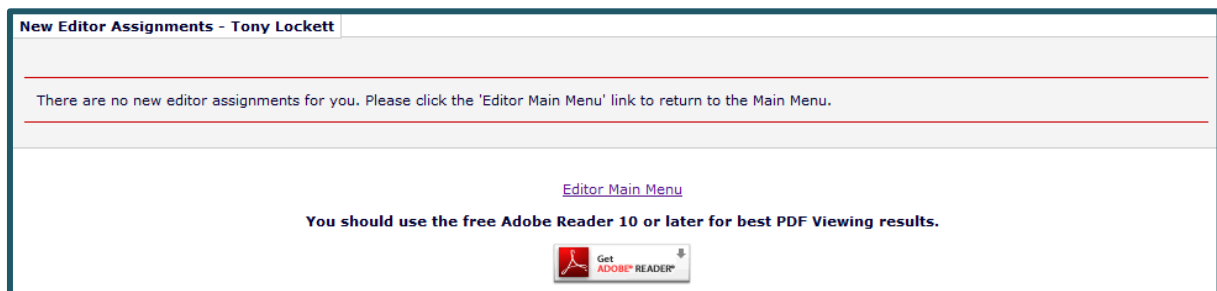 New Editor Assignments - Tony Lockett
There are no new editor assignments for you. Please click the 'Editor Main Menu' link to return to the Main Menu.
Editor Main Menu
You should use the free Adobe Reader 10 or later for best PDF Viewing results.
Get
ADOBE® READER®